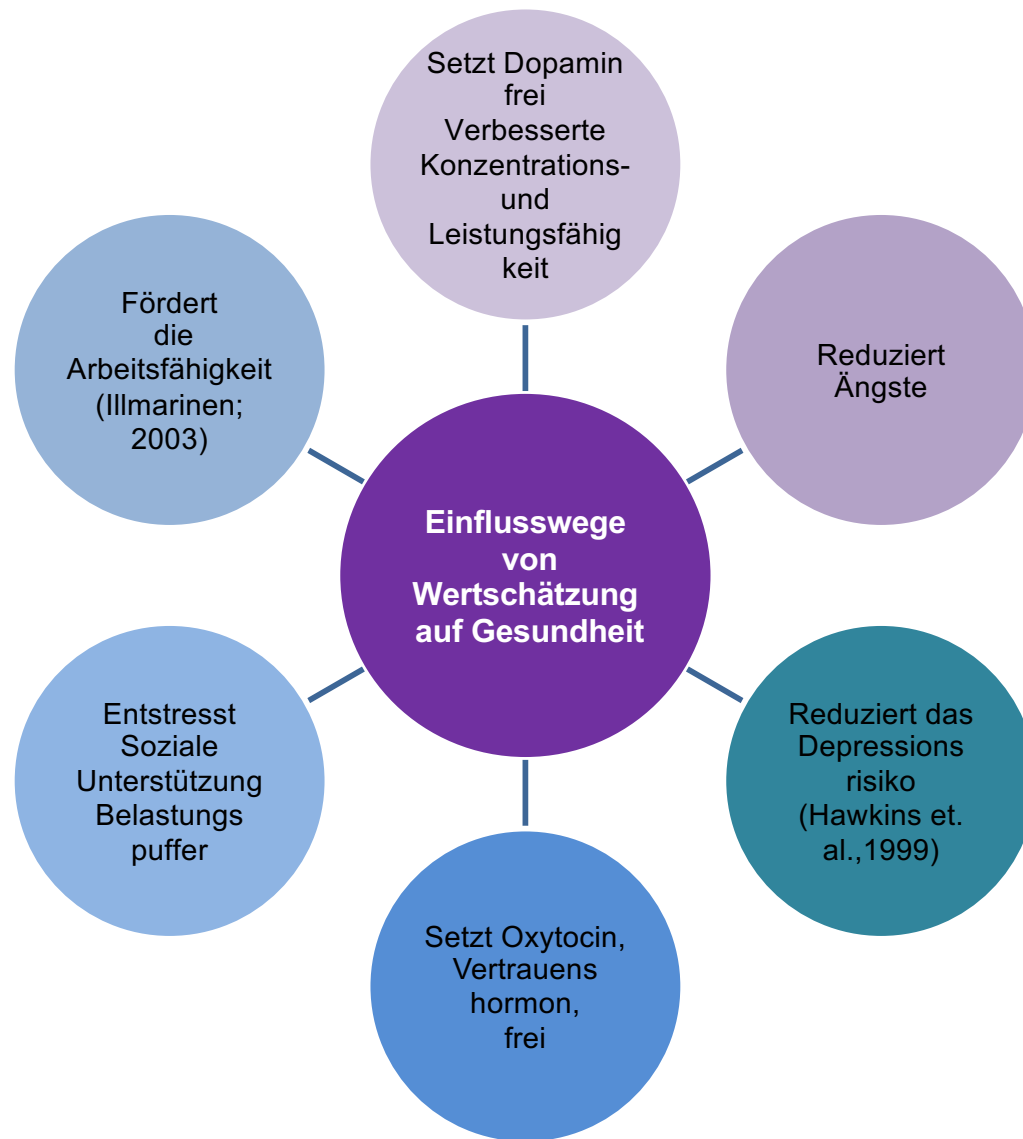 Setzt Dopamin
frei
Verbesserte
Konzentrations-
und
Leistungsfähig
keit
Reduziert
Ängste
Reduziert das
Depressions
risiko
(Hawkins et.
al.,1999)
Setzt Oxytocin,
Vertrauens
hormon,
frei
Entstresst
Soziale
Unterstützung
Belastungs
puffer
Fördert
die
Arbeitsfähigkeit
(Illmarinen;
2003)
Einflusswege
von
Wertschätzung
auf Gesundheit